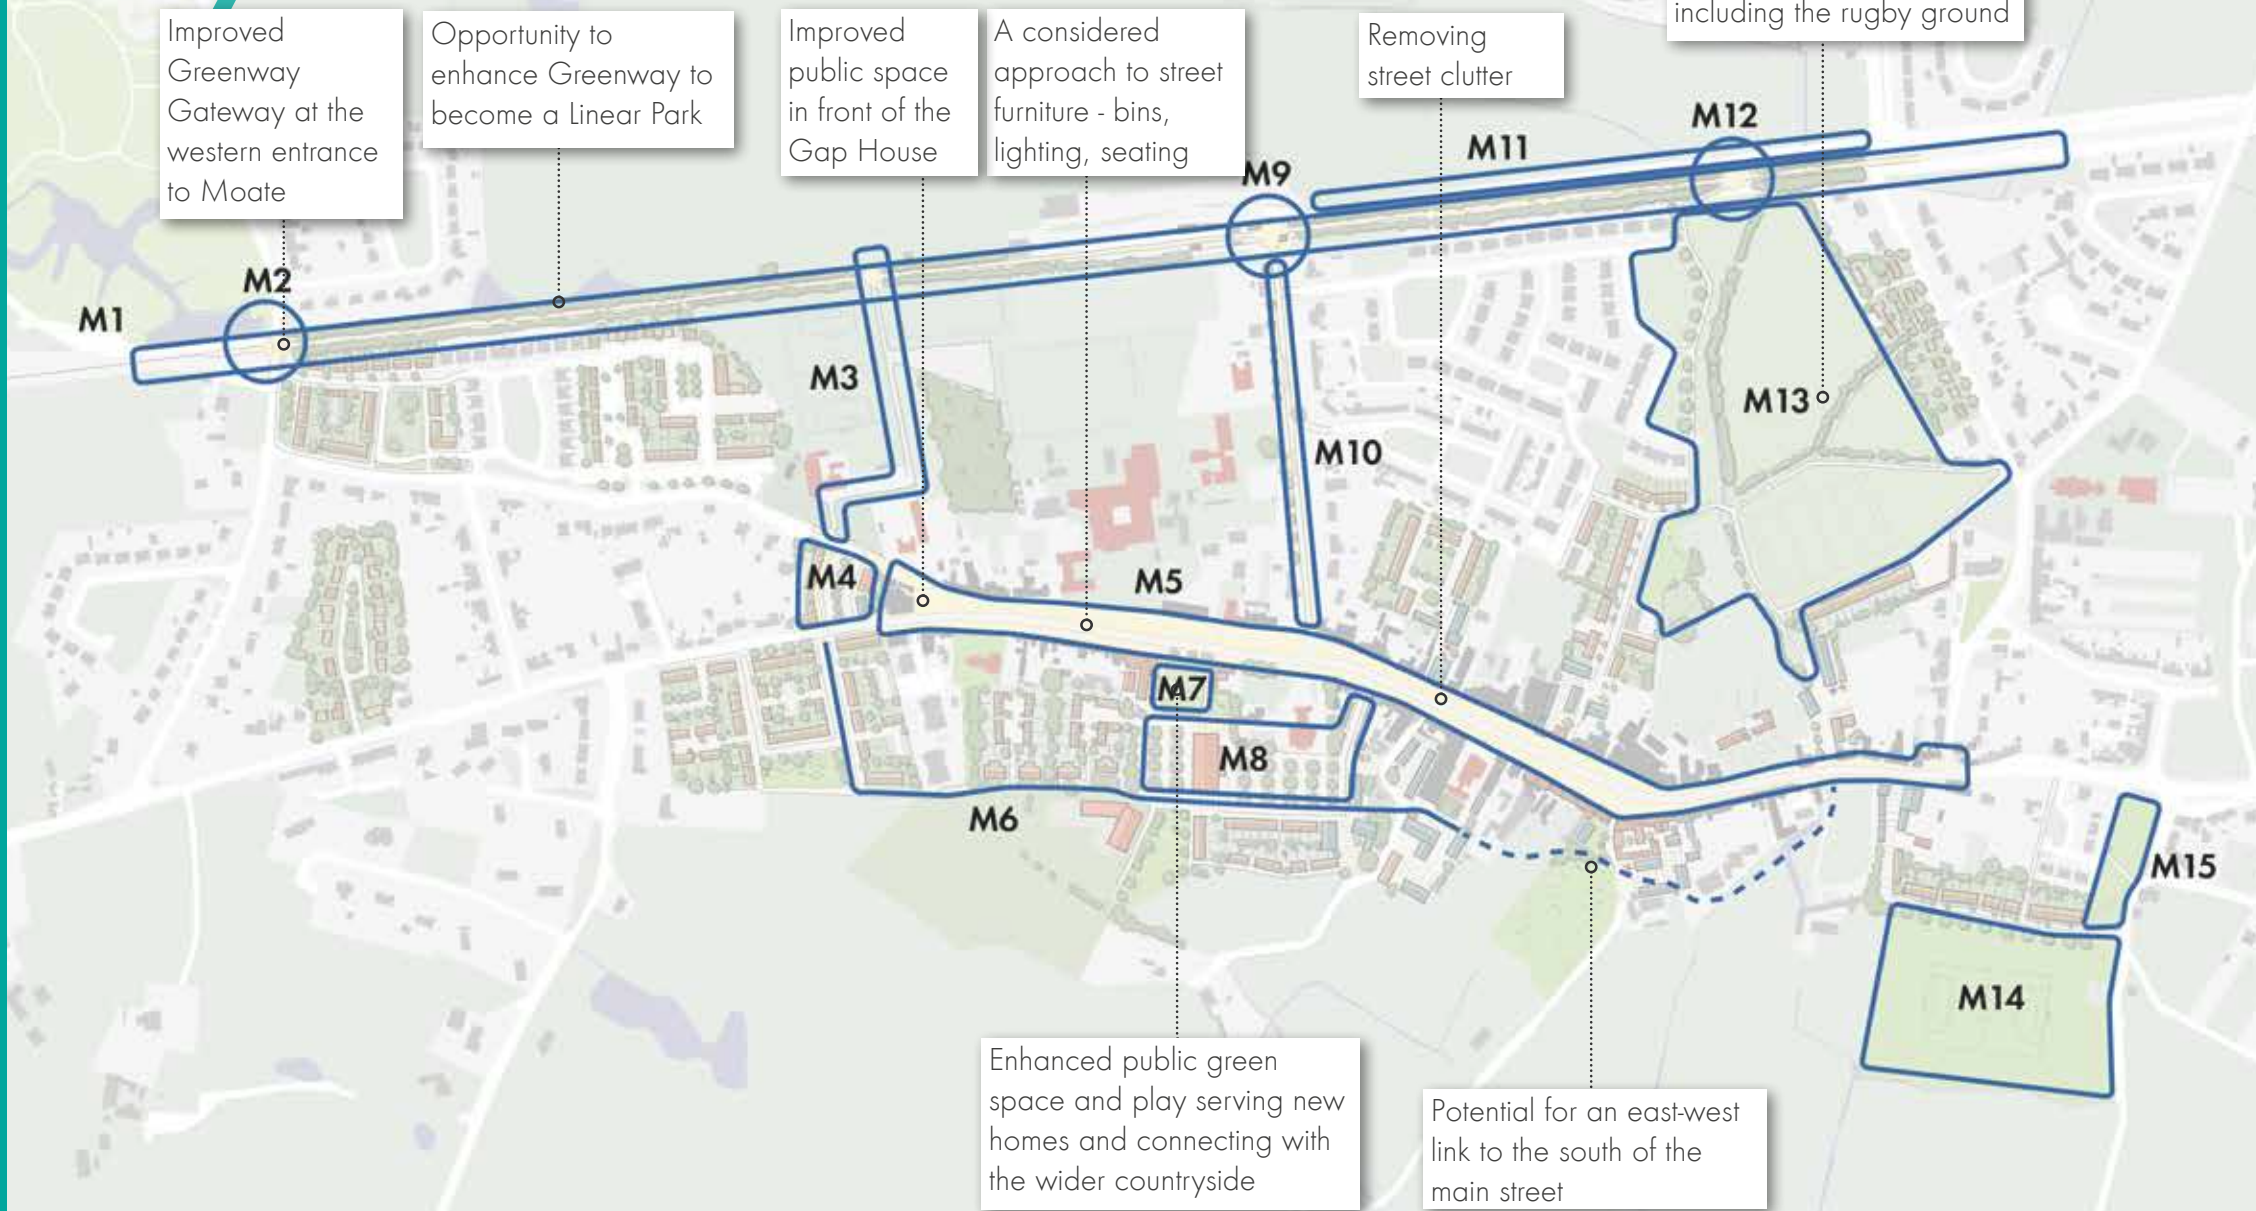 including the rugby ground
Improved
Greenway
Gateway at the
western entrance
to Moate
Opportunity to
enhance Greenway to
become a Linear Park
Improved
public space
in front of the
Gap House
A considered
approach to street
furniture - bins,
lighting, seating
Removing
street clutter
M12
M11
M9
M2
M1
M3
M13
M10
M4
M5
M7
M8
M6
M15
M14
Enhanced public green
space and play serving new
homes and connecting with
the wider countryside
Potential for an east-west
link to the south of the
main street